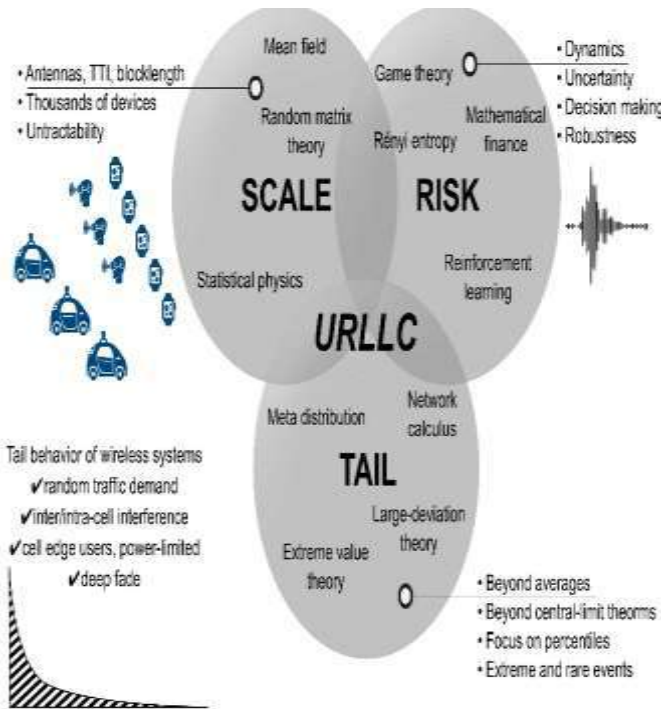 Mean field
• Antennas, TTI, blocklength
• Thousands of devices
• Untractability
Random matrix
theory
SCALE
Statistical physics
Game theory
Mathematical
finance
Rényi entropy
RISK
Reinforcement
learning
• Dynamics
• Uncertainty
• Decision making
• Robustness
URLLC
Meta distribution
Network
calculus
TAIL
Large-deviation
theory
Extreme value
theory
Tail behavior of wireless systems
✔random traffic demand
✔inter/intra-cell interference
✔cell edge users, power-limited
✔deep fade
• Beyond averages
• Beyond central-limit theorms
• Focus on percentiles
• Extreme and rare events